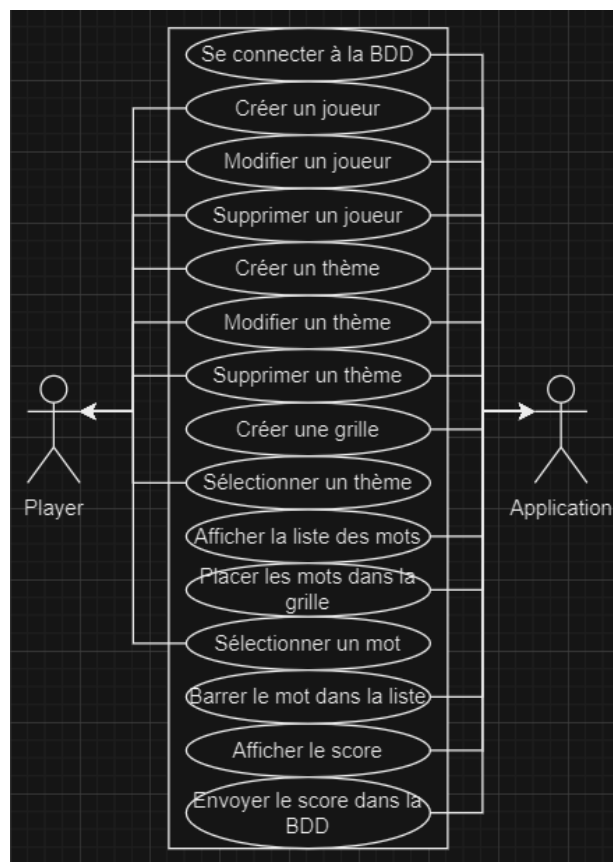 Se connecter à la BDD
Créer un joueur
Modifier un joueur
Supprimer un joueur
Créer un thème
Modifier un thème
Supprimer un thème
Créer une grille
Sélectionner un thème
Player
Application
Afficher la liste des mots
Placer les mots dans la
grille
Sélectionner un mot
Barrer le mot dans la liste
Afficher le score
Envoyer le score dans la
BDD